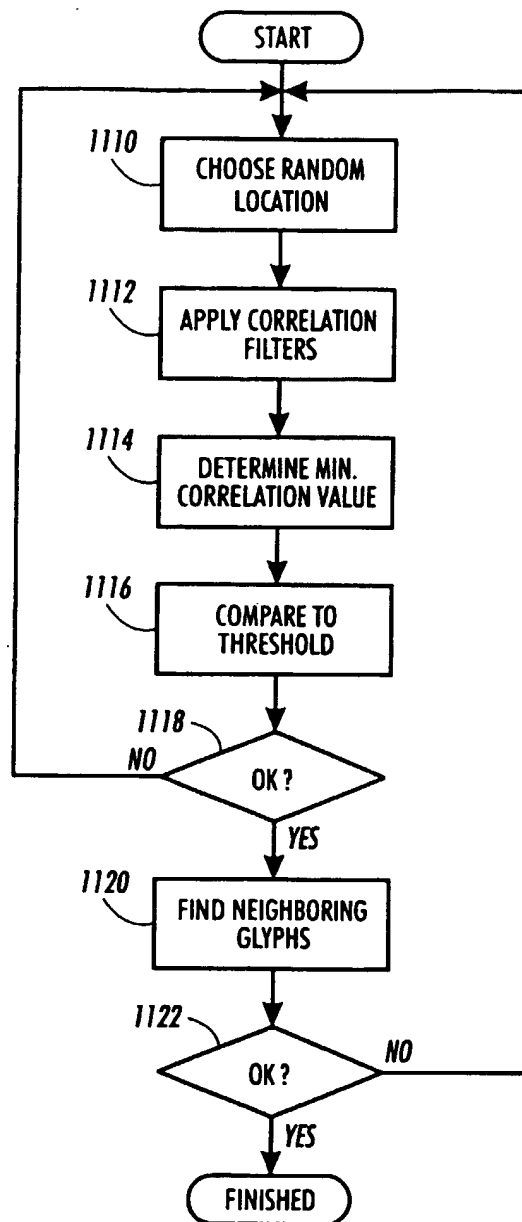 START
1110
CHOOSE RANDOM
LOCATION
1112
APPLY CORRELATION
FILTERS
1114
DETERMINE MIN.
CORRELATION VALUE
1116
COMPARE TO
THRESHOLD
1118
NO
OK ?
YES
1120
FIND NEIGHBORING
GLYPHS
1122
OK ?
NO
YES
FINISHED